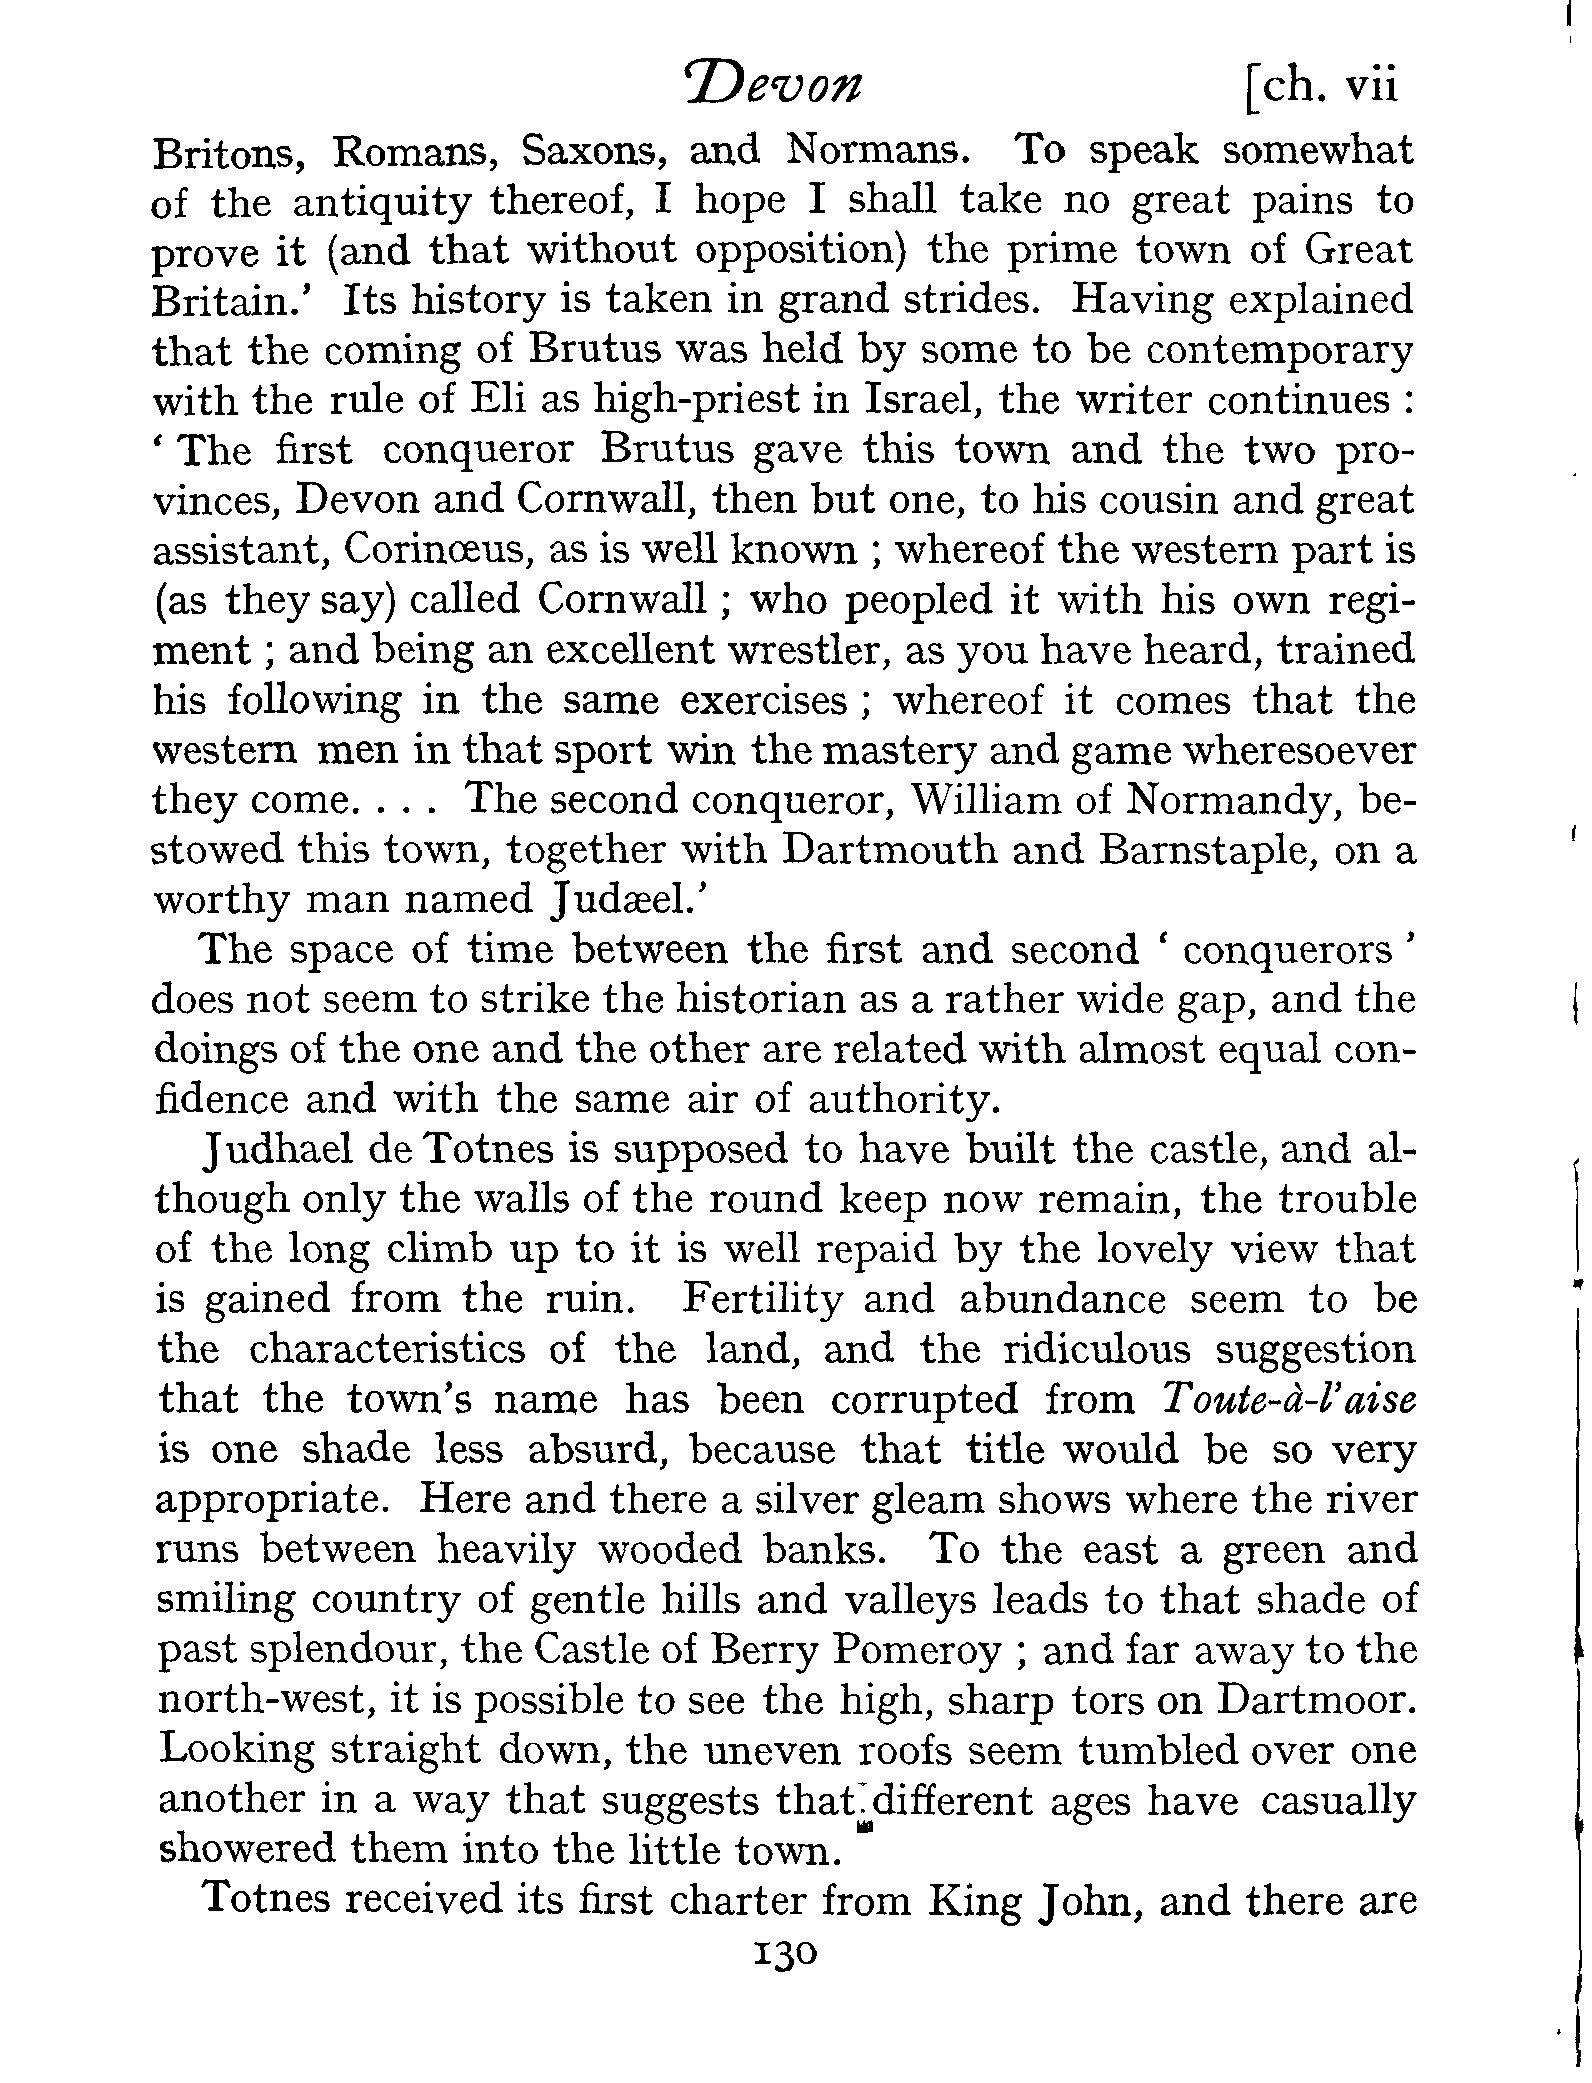 Devon [ch. vii
Britons, Romans, Saxons, and Normans. To speak somewhat
of the antiquity thereof, I hope I shall take no great pains to
prove it (and that without opposition) the prime town of Great
Britain.’ Its history is taken in grand strides. Having explained
that the coming of Brutus was held by some to be contemporary
with the rule of Eli as high-priest in Israel, the writer continues :
‘ The first conqueror Brutus gave this town and the two pro-
vinces, Devon and Cornwall, then but one, to his cousin and great
assistant, Corinœus, as is well known ; whereof the western part is
(as they say) called Cornwall ; who peopled it with his own regi-
ment ; and being an excellent wrestler, as you have heard, trained
his following in the same exercises ; whereof it comes that the
western men in that sport win the mastery and game wheresoever
they come. . . . The second conqueror, William of Normandy, be-
stowed this town, together with Dartmouth and Barnstaple, on a
worthy man named Judæel.’
The space of time between the first and second ‘ conquerors ’
does not seem to strike the historian as a rather wide gap, and the
doings of the one and the other are related with almost equal con-
fidence and with the same air of authority.
Judhael de Totnes is supposed to have built the castle, and al-
though only the walls of the round keep now remain, the trouble
of the long climb up to it is well repaid by the lovely view that
is gained from the ruin. Fertility and abundance seem to be
the characteristics of the land, and the ridiculous suggestion
that the town’s name has been corrupted from Toute-à-l’aise
is one shade less absurd, because that title would be so very
appropriate. Here and there a silver gleam shows where the river
runs between heavily wooded banks. To the east a green and
smiling country of gentle hills and valleys leads to that shade of
past splendour, the Castle of Berry Pomeroy ; and far away to the
north-west, it is possible to see the high, sharp tors on Dartmoor.
Looking straight down, the uneven roofs seem tumbled over one
another in a way that suggests that different ages have casually
showered them into the little town.
Totnes received its first charter from King John, and there are
130